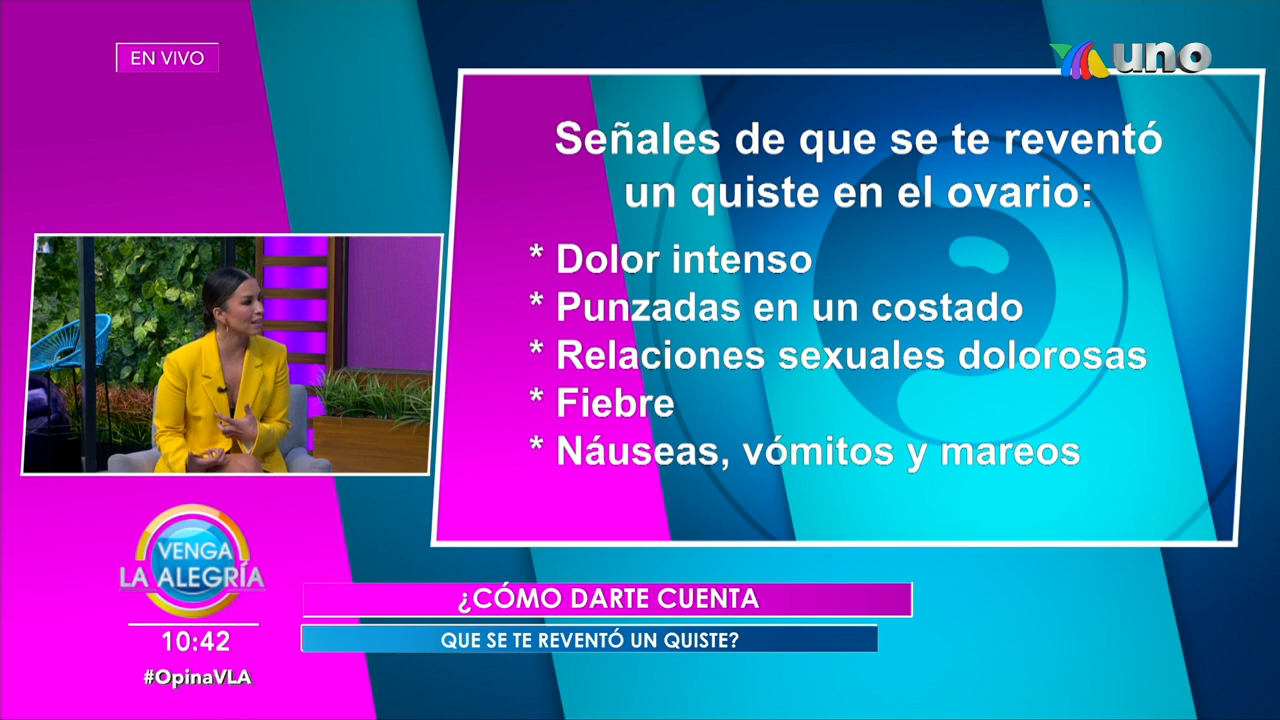 EN VIVO
uno
Señales de que se te reventó
un quiste en el ovario:
* Dolor intenso
* Punzadas en un costado
* Relaciones sexuales dolorosas
* Fiebre
* Náuseas, vómitos y mareos
VENGA
LA ALEGRÍA
10:42
#OpinaVLA
¿CÓMO DARTE CUENTA
QUE SE TE REVENTÓ UN QUISTE?